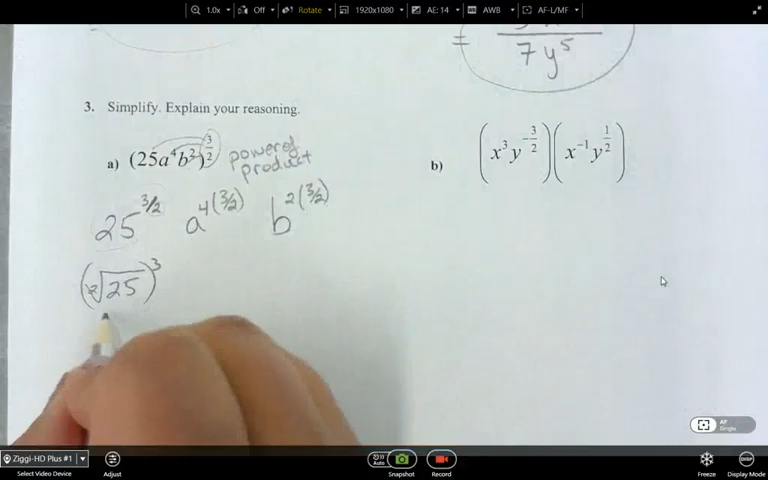 1.0x Off Rotate 1920x1080 AE: 14 AWB AF-L/MF
= 7y⁵
3. Simplify. Explain your reasoning.
a) (25a⁴b²)^(3/2) power of product
b) (x³y^(-3/2))(x⁻¹y^(1/2))
25^(3/2) a^(4(3/2)) b^(2(3/2))
(²√25)³
AF Single
Ziggi-HD Plus #1 Auto
Select Video Device Adjust Snapshot Record Freeze Display Mode